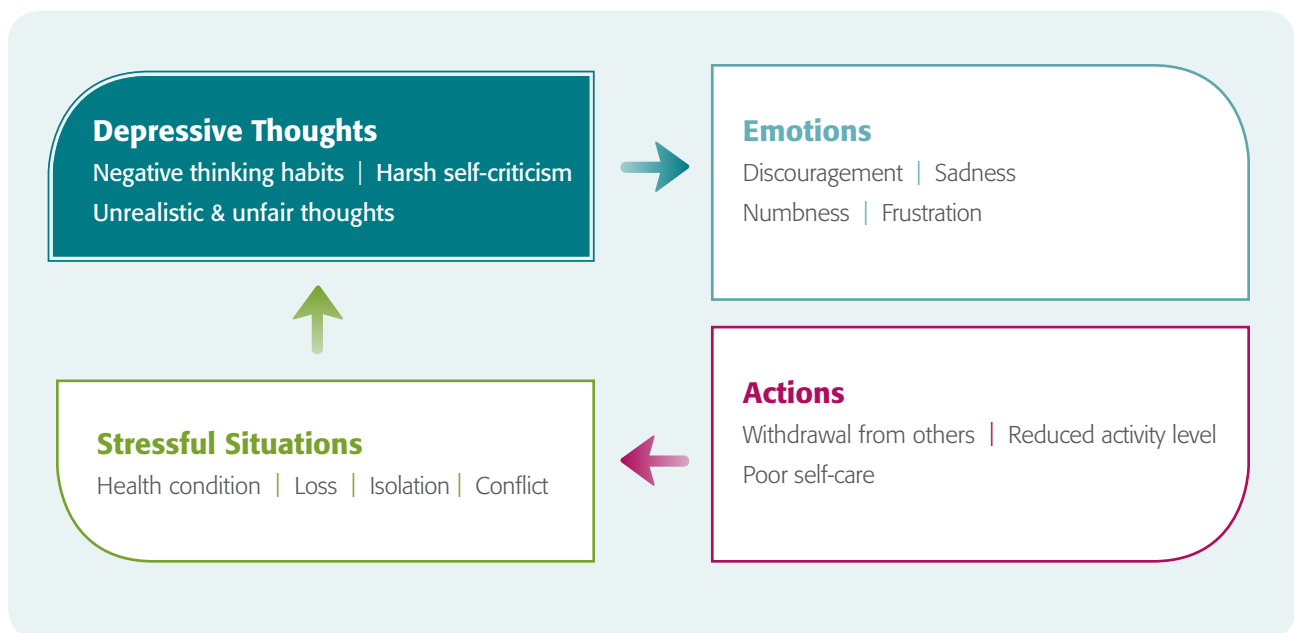 Depressive Thoughts
Negative thinking habits | Harsh self-criticism
Unrealistic & unfair thoughts
Emotions
Discouragement | Sadness
Numbness | Frustration
Actions
Withdrawal from others | Reduced activity level
Poor self-care
Stressful Situations
Health condition | Loss | Isolation | Conflict